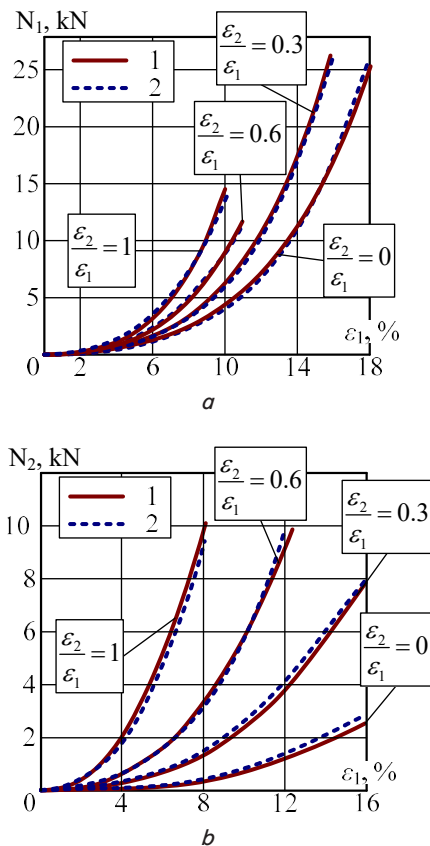 N₁, kN
25
20
15
10
5
0
2
6
10
14
18
ε₁, %
1
2
ε₂/ε₁ = 0.3
ε₂/ε₁ = 0.6
ε₂/ε₁ = 1
ε₂/ε₁ = 0
a
N₂, kN
10
8
6
4
2
0
4
8
12
16
ε₁, %
1
2
ε₂/ε₁ = 0.6
ε₂/ε₁ = 0.3
ε₂/ε₁ = 1
ε₂/ε₁ = 0
b